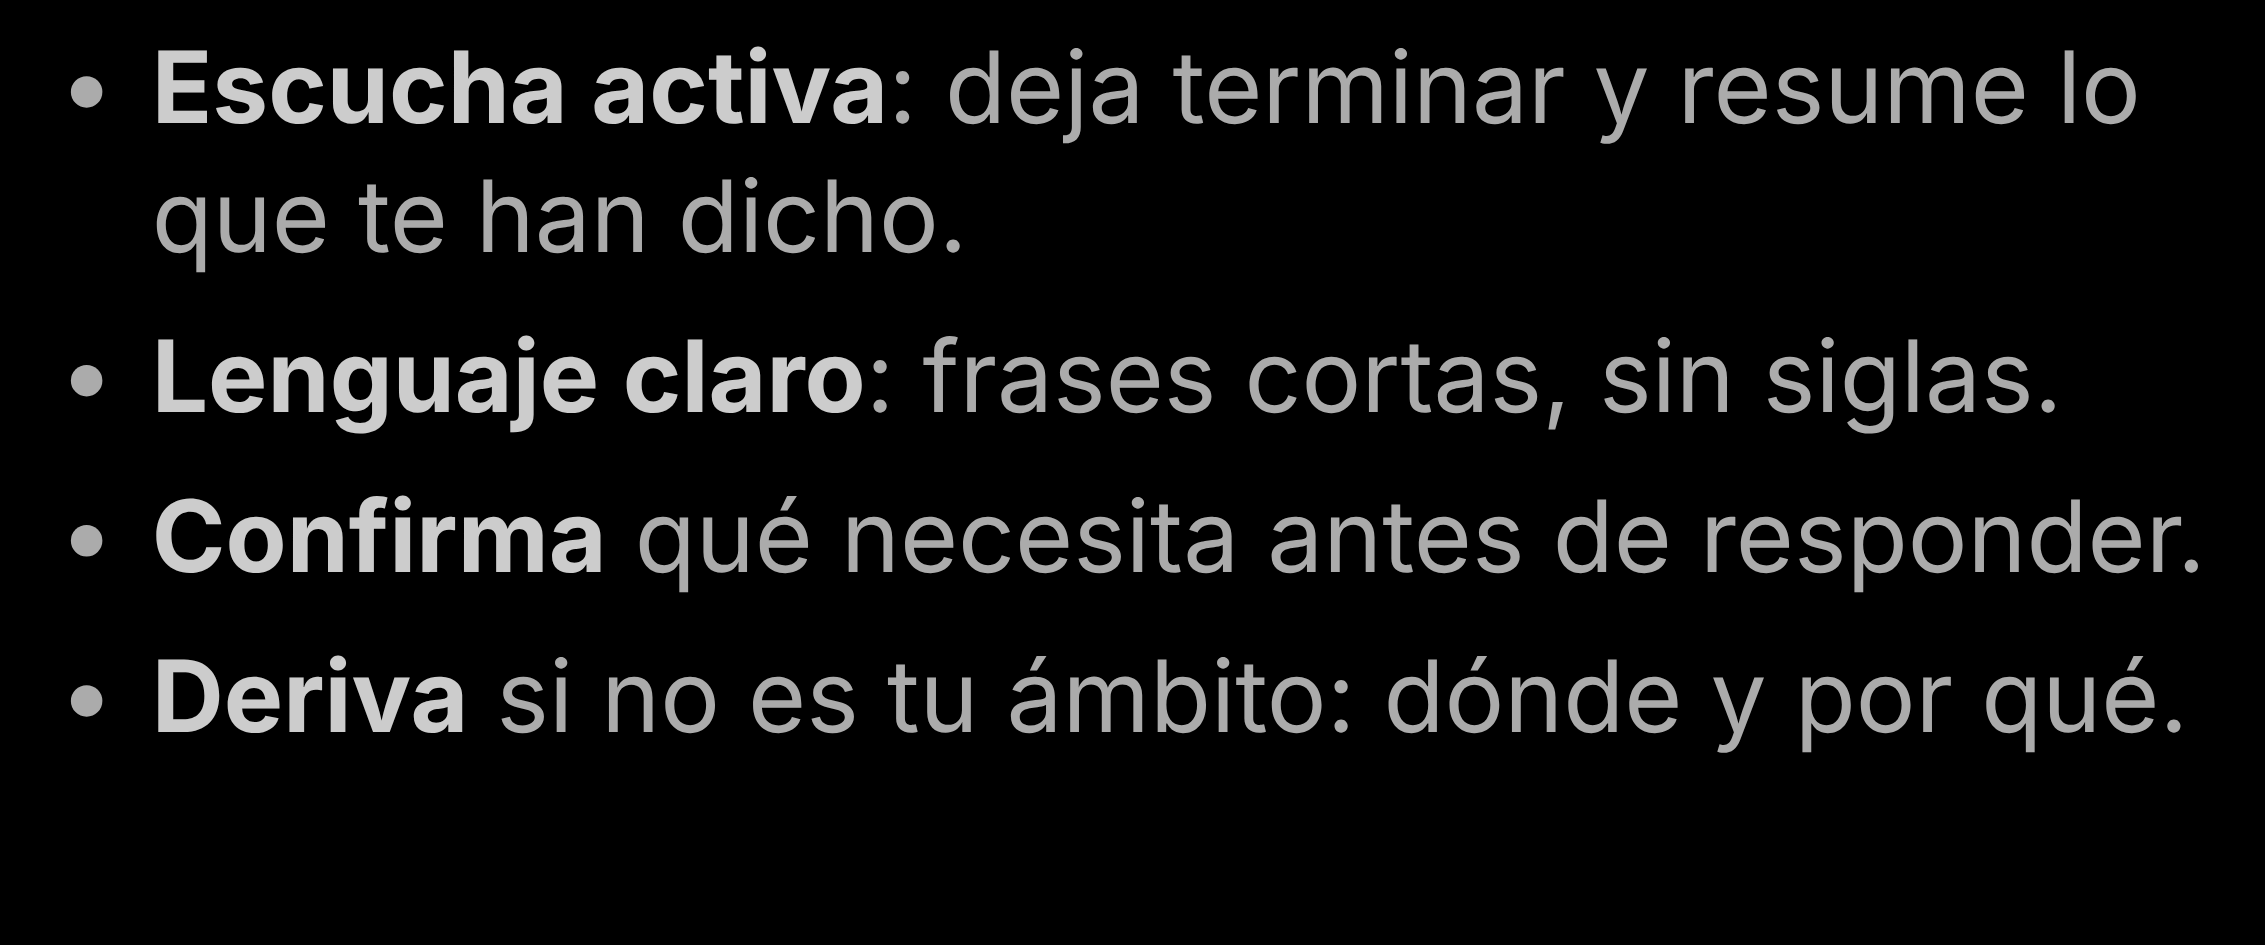 • Escucha activa: deja terminar y resume lo
que te han dicho.
• Lenguaje claro: frases cortas, sin siglas.
• Confirma qué necesita antes de responder.
• Deriva si no es tu ámbito: dónde y por qué.